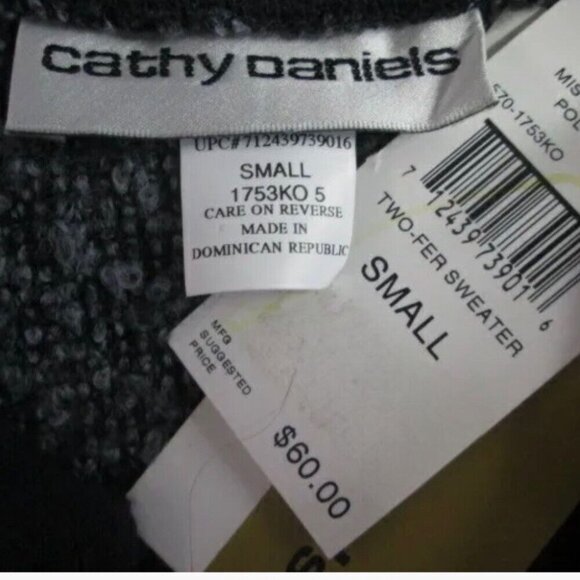 cathy Daniels
UPC# 712439739016
SMALL
1753KO 5
CARE ON REVERSE
MADE IN
DOMINICAN REPUBLIC
MIS
POL
570-1753KO
7 12439 73901 6
TWO-FER SWEATER
SMALL
MFG
SUGGESTED
PRICE
$60.00